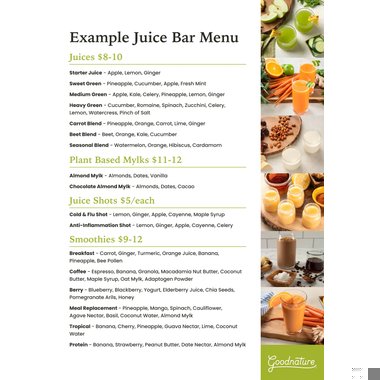 Example Juice Bar Menu
Juices $8-10
Starter Juice - Apple, Lemon, Ginger
Sweet Green - Pineapple, Cucumber, Apple, Fresh Mint
Medium Green - Apple, Kale, Celery, Pineapple, Lemon, Ginger
Heavy Green - Cucumber, Romaine, Spinach, Zucchini, Celery,
Lemon, Watercress, Pinch of Salt
Carrot Blend - Pineapple, Orange, Carrot, Lime, Ginger
Beet Blend - Beet, Orange, Kale, Cucumber
Seasonal Blend - Watermelon, Orange, Hibiscus, Cardamom
Plant Based Mylks $11-12
Almond Mylk - Almonds, Dates, Vanilla
Chocolate Almond Mylk - Almonds, Dates, Cacao
Juice Shots $5/each
Cold & Flu Shot - Lemon, Ginger, Apple, Cayenne, Maple Syrup
Anti-Inflammation Shot - Lemon, Ginger, Apple, Cayenne, Celery
Smoothies $9-12
Breakfast - Carrot, Ginger, Turmeric, Orange Juice, Banana,
Pineapple, Bee Pollen
Coffee - Espresso, Banana, Granola, Macadamia Nut Butter, Coconut
Butter, Maple Syrup, Oat Mylk, Adaptogen Powder
Berry - Blueberry, Blackberry, Yogurt, Elderberry Juice, Chia Seeds,
Pomegranate Arils, Honey
Meal Replacement - Pineapple, Mango, Spinach, Cauliflower,
Agave Nectar, Basil, Coconut Water, Almond Mylk
Tropical - Banana, Cherry, Pineapple, Guava Nectar, Lime, Coconut
Water
Protein - Banana, Strawberry, Peanut Butter, Date Nectar, Almond Mylk
Goodnature